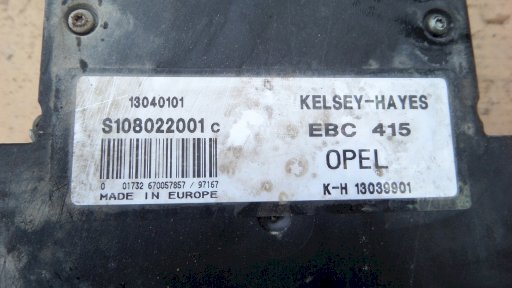 13040101
S108022001 C
0 01732 670057857 / 97167
MADE IN EUROPE
KELSEY-HAYES
EBC 415
OPEL
K-H 13039901